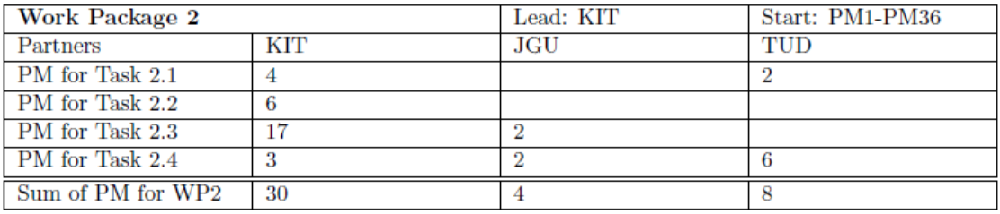 Work Package 2 Lead: KIT Start: PM1-PM36
Partners KIT JGU TUD
PM for Task 2.1 4 2
PM for Task 2.2 6
PM for Task 2.3 17 2
PM for Task 2.4 3 2 6
Sum of PM for WP2 30 4 8